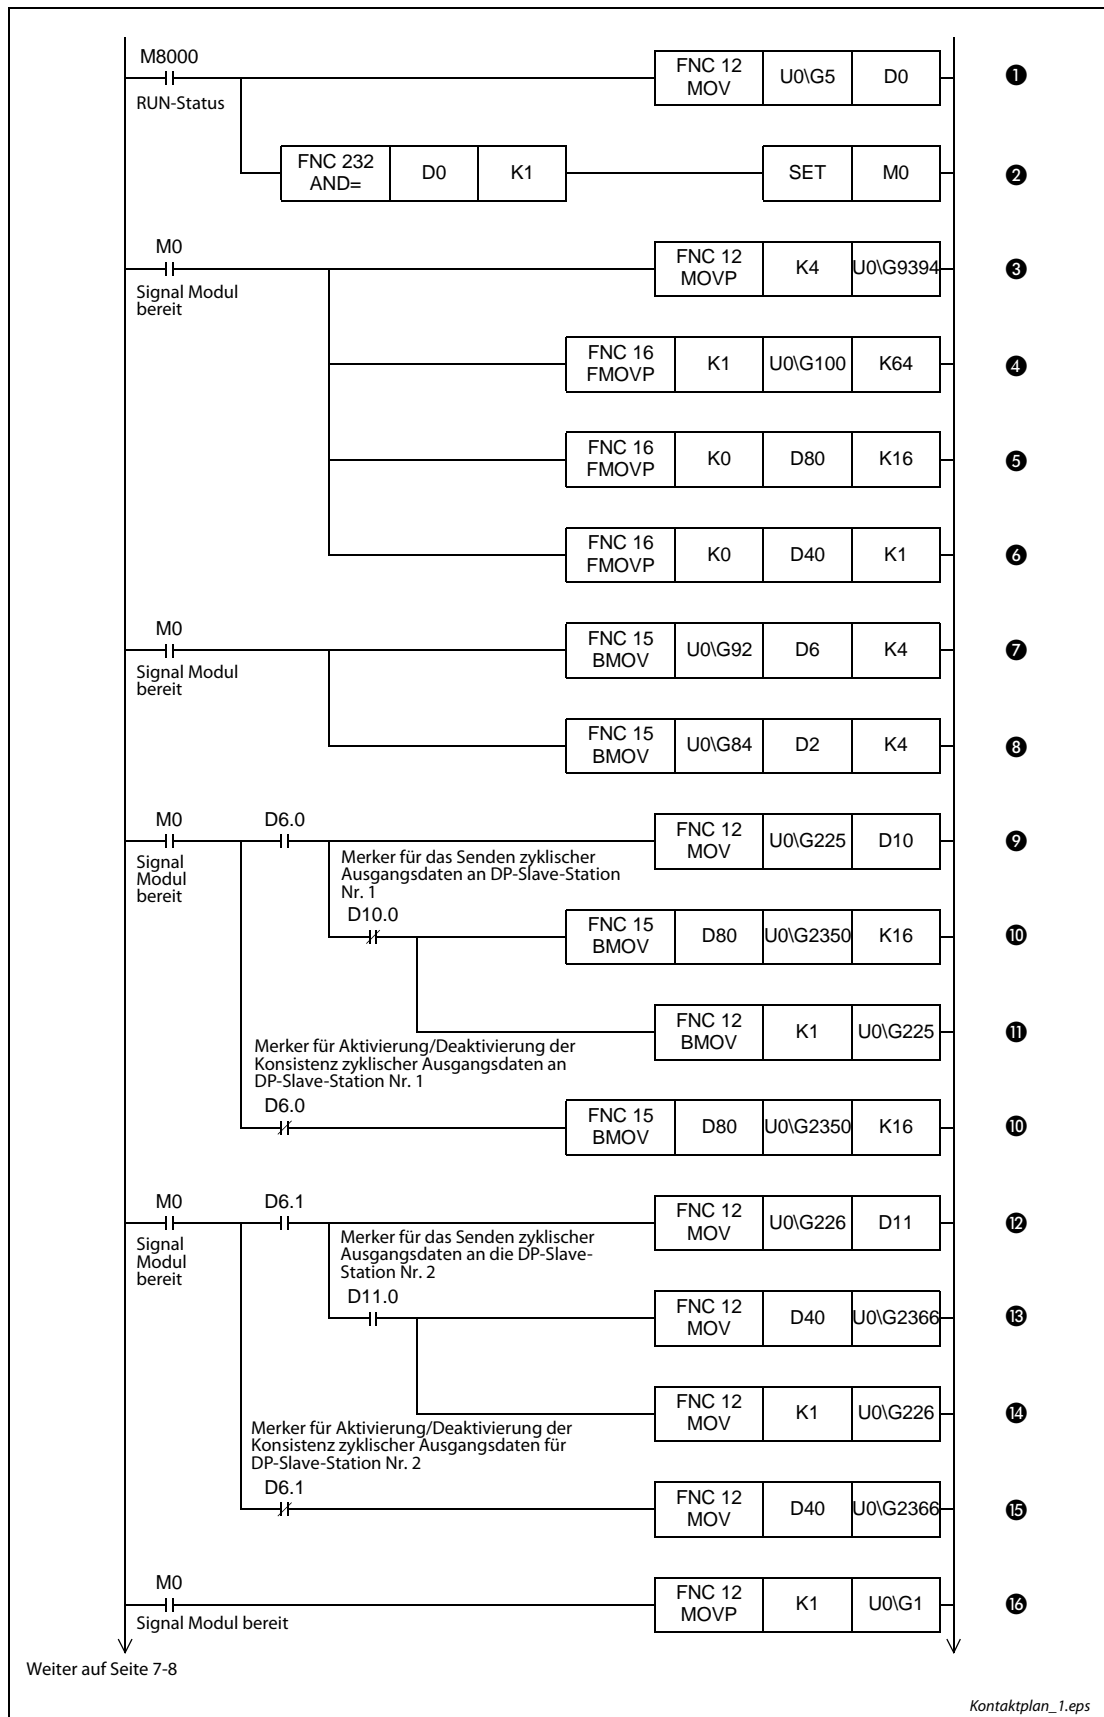 M8000
RUN-Status
FNC 12
MOV
U0\G5
D0
❶
FNC 232
AND=
D0
K1
SET
M0
❷
M0
Signal Modul
bereit
FNC 12
MOVP
K4
U0\G9394
❸
FNC 16
FMOVP
K1
U0\G100
K64
❹
FNC 16
FMOVP
K0
D80
K16
❺
FNC 16
FMOVP
K0
D40
K1
❻
M0
Signal Modul
bereit
FNC 15
BMOV
U0\G92
D6
K4
❼
FNC 15
BMOV
U0\G84
D2
K4
❽
M0
Signal
Modul
bereit
D6.0
FNC 12
MOV
U0\G225
D10
❾
Merker für das Senden zyklischer
Ausgangsdaten an DP-Slave-Station
Nr. 1
D10.0
FNC 15
BMOV
D80
U0\G2350
K16
❿
FNC 12
BMOV
K1
U0\G225
⓫
Merker für Aktivierung/Deaktivierung der
Konsistenz zyklischer Ausgangsdaten an
DP-Slave-Station Nr. 1
D6.0
FNC 15
BMOV
D80
U0\G2350
K16
❿
M0
Signal
Modul
bereit
D6.1
FNC 12
MOV
U0\G226
D11
⓬
Merker für das Senden zyklischer
Ausgangsdaten an die DP-Slave-
Station Nr. 2
D11.0
FNC 12
MOV
D40
U0\G2366
⓭
FNC 12
MOV
K1
U0\G226
⓮
Merker für Aktivierung/Deaktivierung der
Konsistenz zyklischer Ausgangsdaten für
DP-Slave-Station Nr. 2
D6.1
FNC 12
MOV
D40
U0\G2366
⓯
M0
Signal Modul bereit
FNC 12
MOVP
K1
U0\G1
⓰
Weiter auf Seite 7-8
Kontaktplan_1.eps